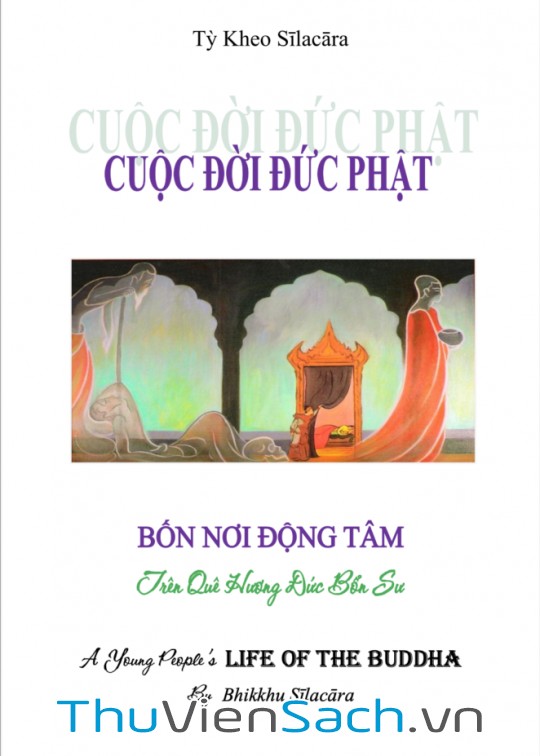 Tỳ Kheo Sīlacāra
CUỘC ĐỜI ĐỨC PHẬT
CUỘC ĐỜI ĐỨC PHẬT
BỐN NƠI ĐỘNG TÂM
Trên Quê Hương Đức Bổn Sư
A Young People's LIFE OF THE BUDDHA
By Bhikkhu Sīlacāra
ThuVienSach.vn